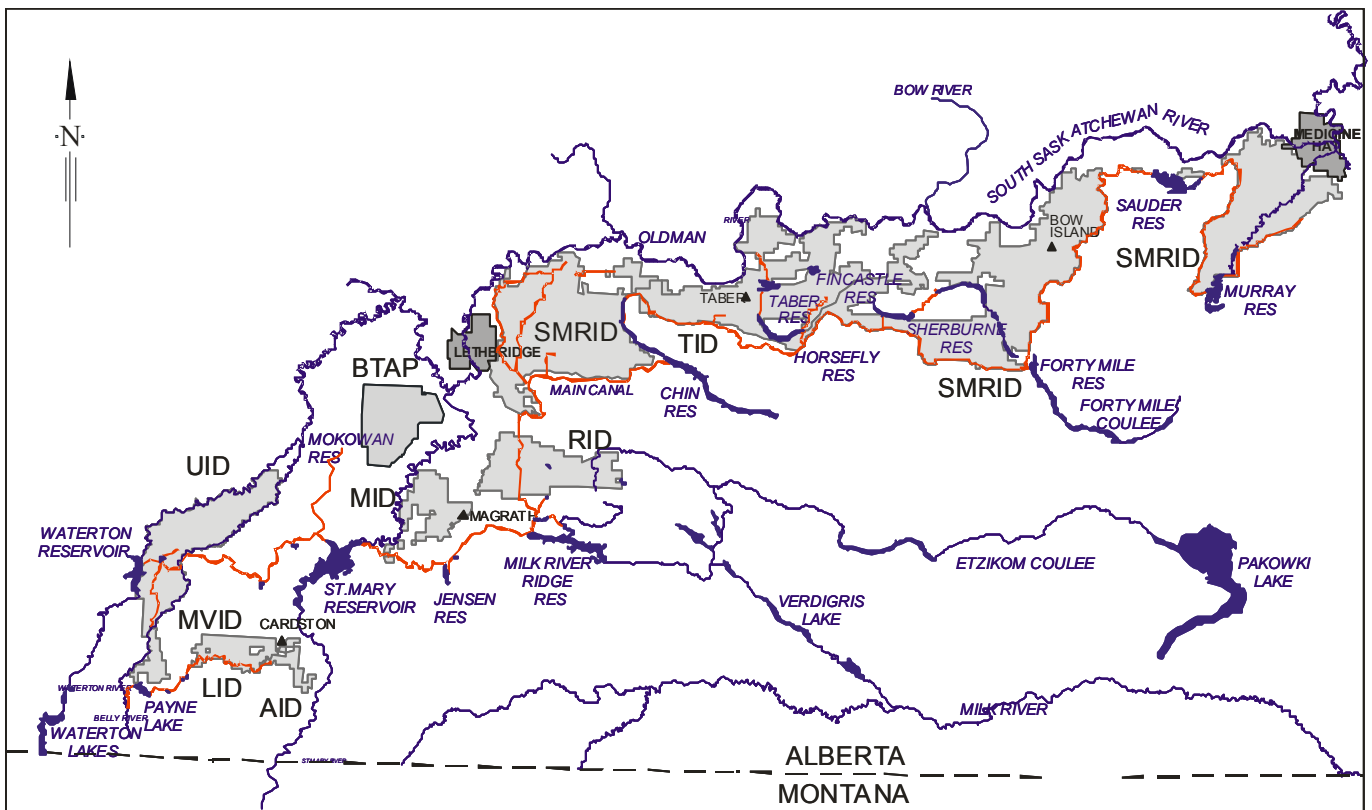 N
BOW RIVER
SOUTH SASKATCHEWAN RIVER
MEDICINE
HAT
SAUDER
RES
BOW
ISLAND
SMRID
MURRAY
RES
RIVER
OLDMAN
FINCASTLE
RES
TABER
TABER
RES
SHERBURNE
RES
TID
HORSEFLY
RES
SMRID
FORTY MILE
RES
FORTY MILE
COULEE
SMRID
LETHBRIDGE
MAIN CANAL
CHIN
RES
BTAP
MOKOWAN
RES
UID
RID
MID
MAGRATH
WATERTON
RESERVOIR
ST.MARY
RESERVOIR
JENSEN
RES
MILK RIVER
RIDGE
RES
ETZIKOM COULEE
PAKOWKI
LAKE
VERDIGRIS
LAKE
MVID
CARDSTON
LID
AID
WATERTON RIVER
PAYNE
LAKE
BELLY RIVER
WATERTON
LAKES
MILK RIVER
ST.MARY RIVER
ALBERTA
MONTANA